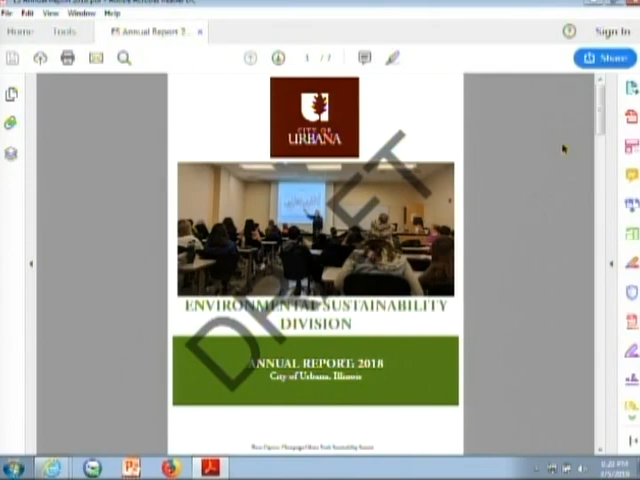 File Edit View Window Help
Home Tools ES Annual Report 2... × Sign In
1 / 7 Share
CITY OF
URBANA
DRAFT
ENVIRONMENTAL SUSTAINABILITY
DIVISION
ANNUAL REPORT: 2018
City of Urbana, Illinois